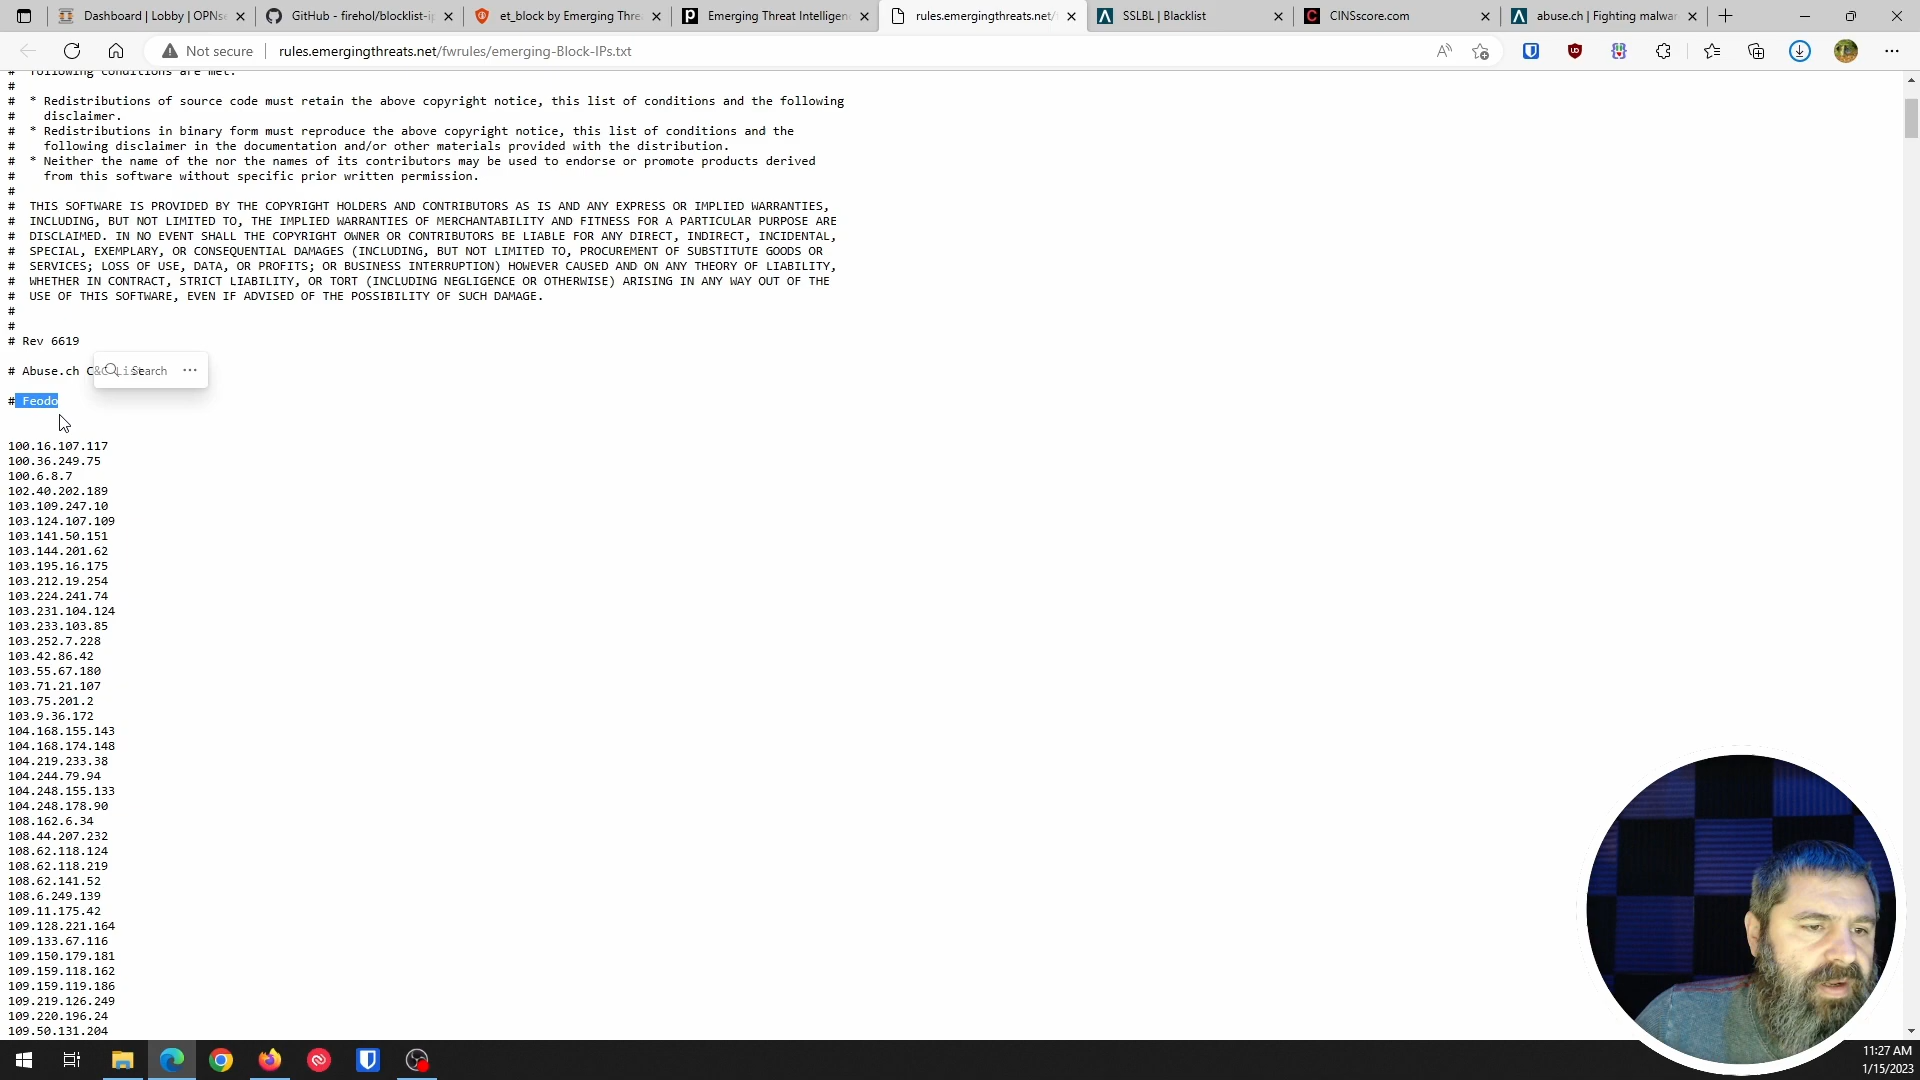 Dashboard | Lobby | OPNse
GitHub - firehol/blocklist-ip
et_block by Emerging Thre
Emerging Threat Intelligenc
rules.emergingthreats.net/
SSLBL | Blacklist
CINSscore.com
abuse.ch | Fighting malwar
Not secure
rules.emergingthreats.net/fwrules/emerging-Block-IPs.txt
# following conditions are met:
#
# * Redistributions of source code must retain the above copyright notice, this list of conditions and the following
# disclaimer.
# * Redistributions in binary form must reproduce the above copyright notice, this list of conditions and the
# following disclaimer in the documentation and/or other materials provided with the distribution.
# * Neither the name of the nor the names of its contributors may be used to endorse or promote products derived
# from this software without specific prior written permission.
#
# THIS SOFTWARE IS PROVIDED BY THE COPYRIGHT HOLDERS AND CONTRIBUTORS AS IS AND ANY EXPRESS OR IMPLIED WARRANTIES,
# INCLUDING, BUT NOT LIMITED TO, THE IMPLIED WARRANTIES OF MERCHANTABILITY AND FITNESS FOR A PARTICULAR PURPOSE ARE
# DISCLAIMED. IN NO EVENT SHALL THE COPYRIGHT OWNER OR CONTRIBUTORS BE LIABLE FOR ANY DIRECT, INDIRECT, INCIDENTAL,
# SPECIAL, EXEMPLARY, OR CONSEQUENTIAL DAMAGES (INCLUDING, BUT NOT LIMITED TO, PROCUREMENT OF SUBSTITUTE GOODS OR
# SERVICES; LOSS OF USE, DATA, OR PROFITS; OR BUSINESS INTERRUPTION) HOWEVER CAUSED AND ON ANY THEORY OF LIABILITY,
# WHETHER IN CONTRACT, STRICT LIABILITY, OR TORT (INCLUDING NEGLIGENCE OR OTHERWISE) ARISING IN ANY WAY OUT OF THE
# USE OF THIS SOFTWARE, EVEN IF ADVISED OF THE POSSIBILITY OF SUCH DAMAGE.
#
#
# Rev 6619
# Abuse.ch C&C List
Search
# Feodo
100.16.107.117
100.36.249.75
100.6.8.7
102.40.202.189
103.109.247.10
103.124.107.109
103.141.50.151
103.144.201.62
103.195.16.175
103.212.19.254
103.224.241.74
103.231.104.124
103.233.103.85
103.252.7.228
103.42.86.42
103.55.67.180
103.71.21.107
103.75.201.2
103.9.36.172
104.168.155.143
104.168.174.148
104.219.233.38
104.244.79.94
104.248.155.133
104.248.178.90
108.162.6.34
108.44.207.232
108.62.118.124
108.62.118.219
108.62.141.52
108.6.249.139
109.11.175.42
109.128.221.164
109.133.67.116
109.150.179.181
109.159.118.162
109.159.119.186
109.219.126.249
109.220.196.24
109.50.131.204
11:27 AM
1/15/2023